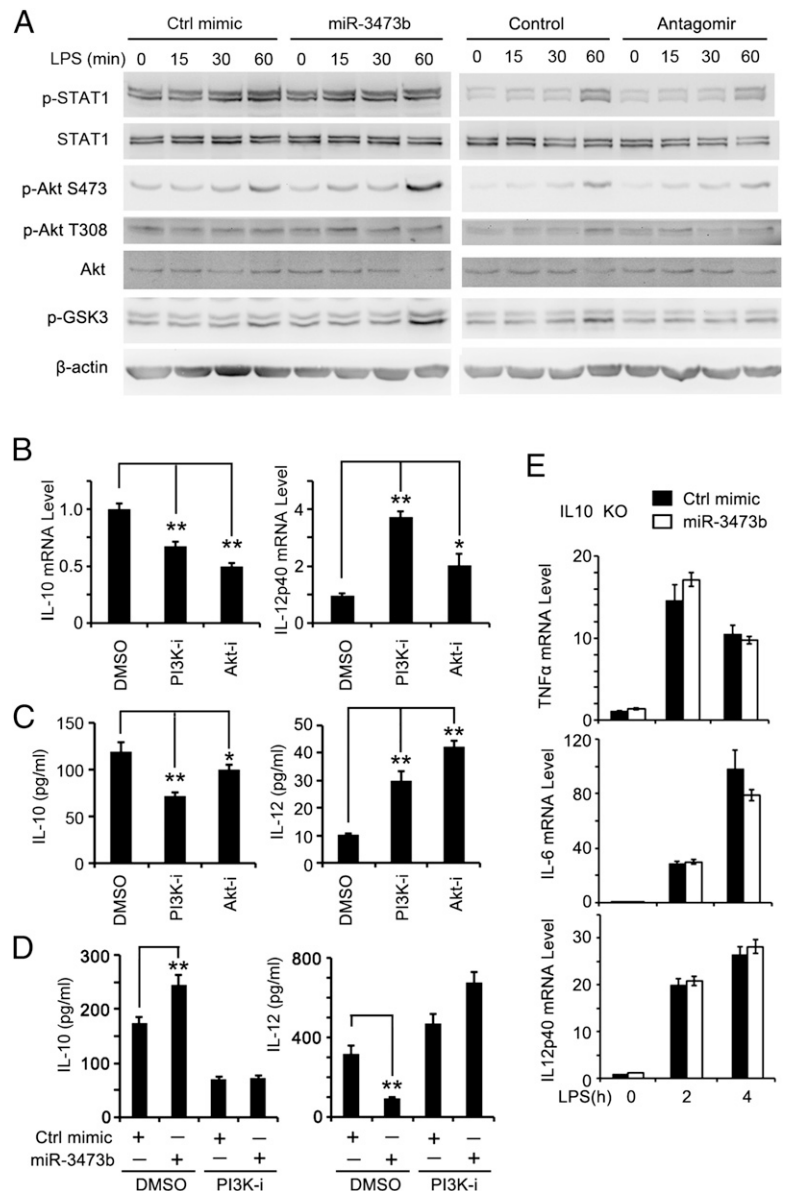 A
Ctrl mimic miR-3473b Control Antagomir
LPS (min) 0 15 30 60 0 15 30 60 0 15 30 60 0 15 30 60
p-STAT1
STAT1
p-Akt S473
p-Akt T308
Akt
p-GSK3
β-actin
B
IL-10 mRNA Level
1.0
0.5
0
** **
DMSO PI3K-i Akt-i
IL-12p40 mRNA Level
4
2
0
** *
DMSO PI3K-i Akt-i
C
IL-10 (pg/ml)
150
100
50
0
** *
DMSO PI3K-i Akt-i
IL-12 (pg/ml)
50
40
30
20
10
0
** **
DMSO PI3K-i Akt-i
D
IL-10 (pg/ml)
300
200
100
0
**
IL-12 (pg/ml)
800
400
0
**
Ctrl mimic + − + − + − + −
miR-3473b − + − + − + − +
DMSO PI3K-i DMSO PI3K-i
E
IL10 KO
Ctrl mimic
miR-3473b
TNFα mRNA Level
20
15
10
5
0
IL-6 mRNA Level
120
80
40
0
IL12p40 mRNA Level
30
20
10
0
LPS(h) 0 2 4